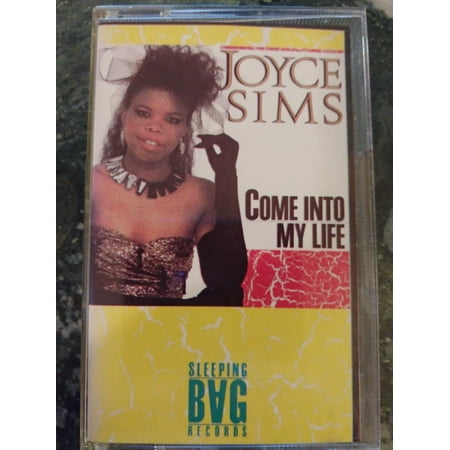 JOYCE
SIMS
COME INTO
MY LIFE
SLEEPING
BAG
RECORDS